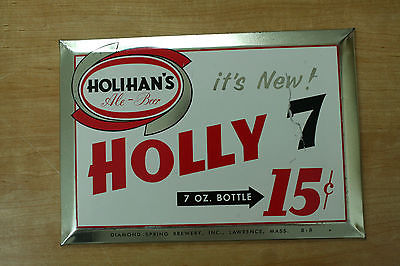 HOLIHAN'S
Ale-Beer
it's New!
HOLLY 7
7 OZ. BOTTLE
15¢
DIAMOND SPRING BREWERY, INC., LAWRENCE, MASS.